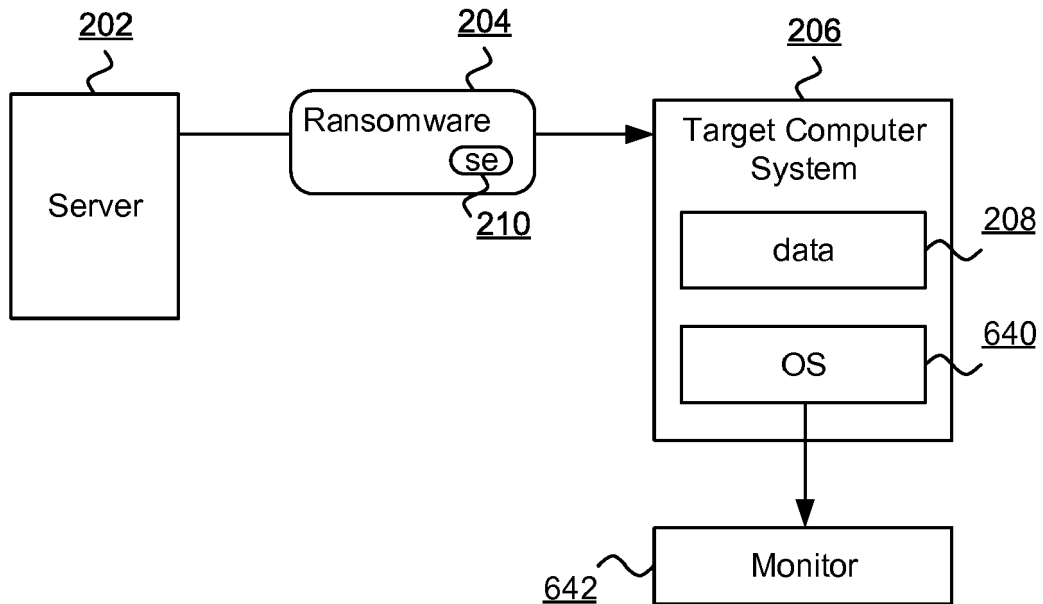 202
204
206
Server
Ransomware
se
210
Target Computer
System
data
208
OS
640
Monitor
642